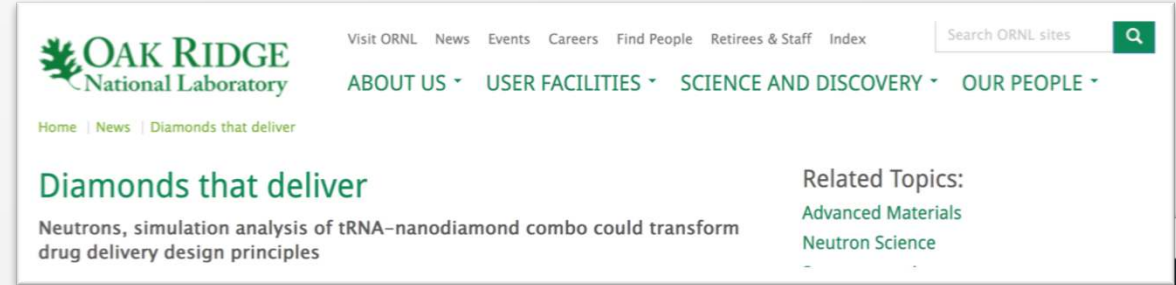 OAK RIDGE
National Laboratory
Visit ORNL News Events Careers Find People Retirees & Staff Index
Search ORNL sites
ABOUT US USER FACILITIES SCIENCE AND DISCOVERY OUR PEOPLE
Home | News | Diamonds that deliver
Diamonds that deliver
Neutrons, simulation analysis of tRNA-nanodiamond combo could transform
drug delivery design principles
Related Topics:
Advanced Materials
Neutron Science